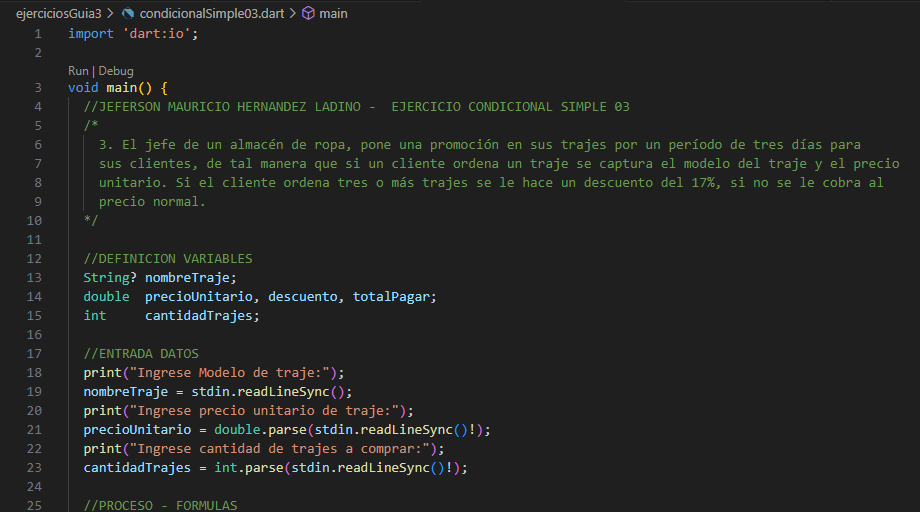 ejerciciosGuia3 > condicionalSimple03.dart > main
1 import 'dart:io';
2
Run | Debug
3 void main() {
4 //JEFERSON MAURICIO HERNANDEZ LADINO -  EJERCICIO CONDICIONAL SIMPLE 03
5 /*
6 3. El jefe de un almacén de ropa, pone una promoción en sus trajes por un período de tres días para
7 sus clientes, de tal manera que si un cliente ordena un traje se captura el modelo del traje y el precio
8 unitario. Si el cliente ordena tres o más trajes se le hace un descuento del 17%, si no se le cobra al
9 precio normal.
10 */
11
12 //DEFINICION VARIABLES
13 String? nombreTraje;
14 double  precioUnitario, descuento, totalPagar;
15 int     cantidadTrajes;
16
17 //ENTRADA DATOS
18 print("Ingrese Modelo de traje:");
19 nombreTraje = stdin.readLineSync();
20 print("Ingrese precio unitario de traje:");
21 precioUnitario = double.parse(stdin.readLineSync()!);
22 print("Ingrese cantidad de trajes a comprar:");
23 cantidadTrajes = int.parse(stdin.readLineSync()!);
24
25 //PROCESO - FORMULAS